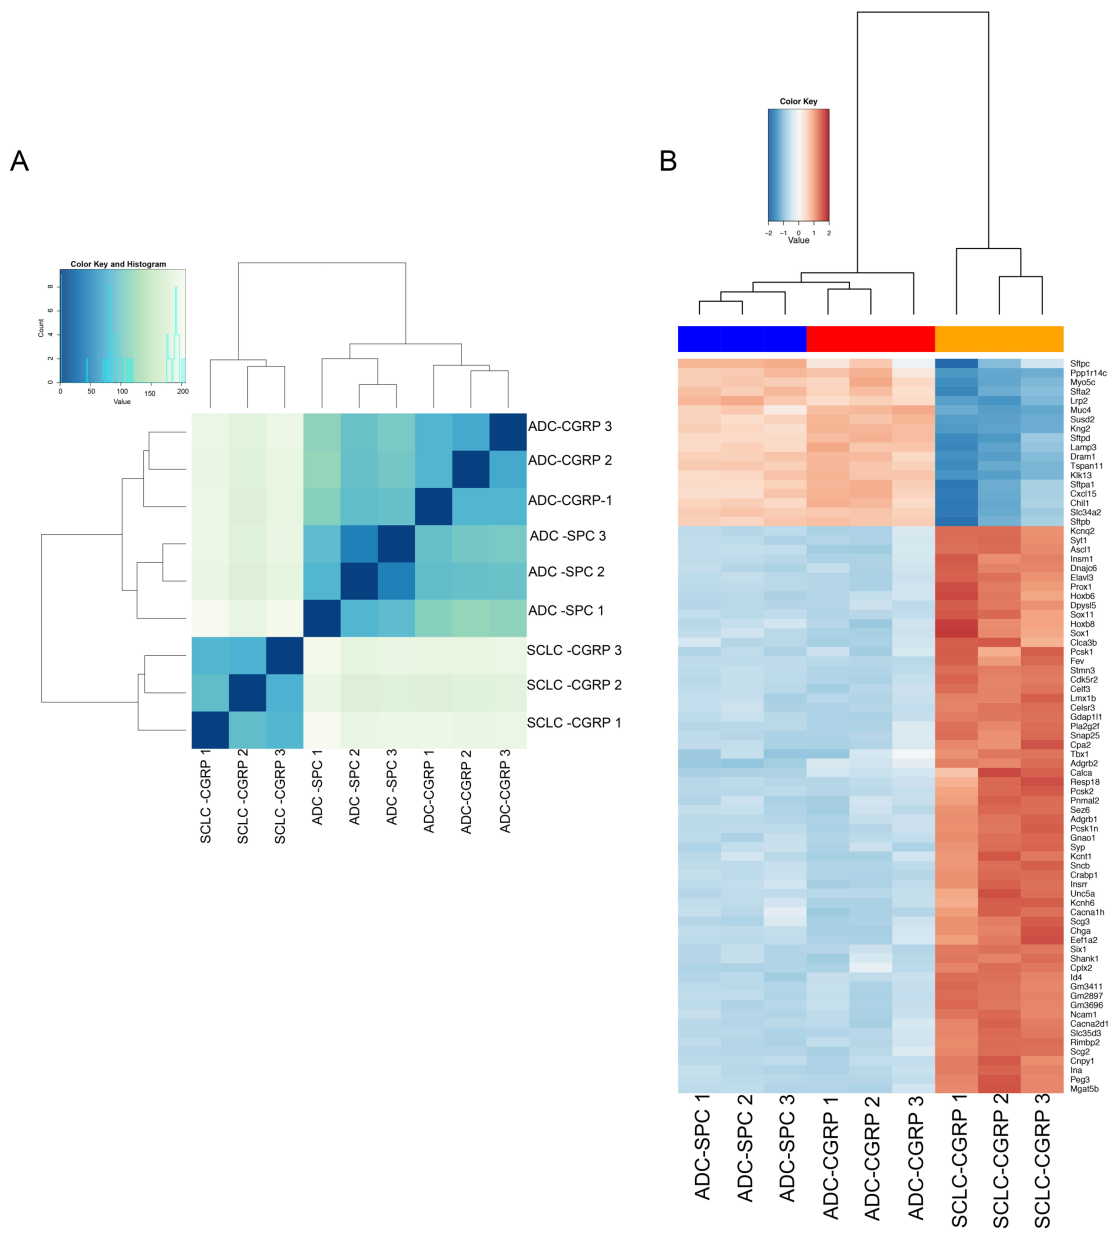 A
Color Key and Histogram
Count
0 2 4 6 8
0 50 100 150 200
Value
ADC-CGRP 3
ADC-CGRP 2
ADC-CGRP-1
ADC -SPC 3
ADC -SPC 2
ADC -SPC 1
SCLC -CGRP 3
SCLC -CGRP 2
SCLC -CGRP 1
SCLC -CGRP 1
SCLC -CGRP 2
SCLC -CGRP 3
ADC -SPC 1
ADC -SPC 2
ADC -SPC 3
ADC-CGRP 1
ADC-CGRP 2
ADC-CGRP 3
B
Color Key
-2 -1 0 1 2
Value
Sftpc
Ppp1r14c
Myo5c
Sfta2
Lrp2
Muc4
Susd2
Kng2
Sftpd
Lamp3
Dram1
Tspan11
Klk13
Sftpa1
Cxcl15
Chil1
Slc34a2
Sftpb
Kcnq2
Syt1
Ascl1
Insm1
Dnajc6
Elavl3
Prox1
Hoxb6
Dpysl5
Sox11
Hoxb8
Sox1
Clca3b
Pcsk1
Fev
Stmn3
Cdk5r2
Celf3
Lmx1b
Celsr3
Gdap1l1
Pla2g2f
Snap25
Cpa2
Tbx1
Adgrb2
Calca
Resp18
Pcsk2
Pnmal2
Sez6
Adgrb1
Pcsk1n
Gnao1
Syp
Kcnt1
Sncb
Crabp1
Insrr
Unc5a
Kcnh6
Cacna1h
Scg3
Chga
Eef1a2
Six1
Shank1
Cplx2
Id4
Gm3411
Gm2897
Gm3696
Ncam1
Cacna2d1
Slc35d3
Rimbp2
Scg2
Cnpy1
Ina
Peg3
Mgat5b
ADC-SPC 1
ADC-SPC 2
ADC-SPC 3
ADC-CGRP 1
ADC-CGRP 2
ADC-CGRP 3
SCLC-CGRP 1
SCLC-CGRP 2
SCLC-CGRP 3